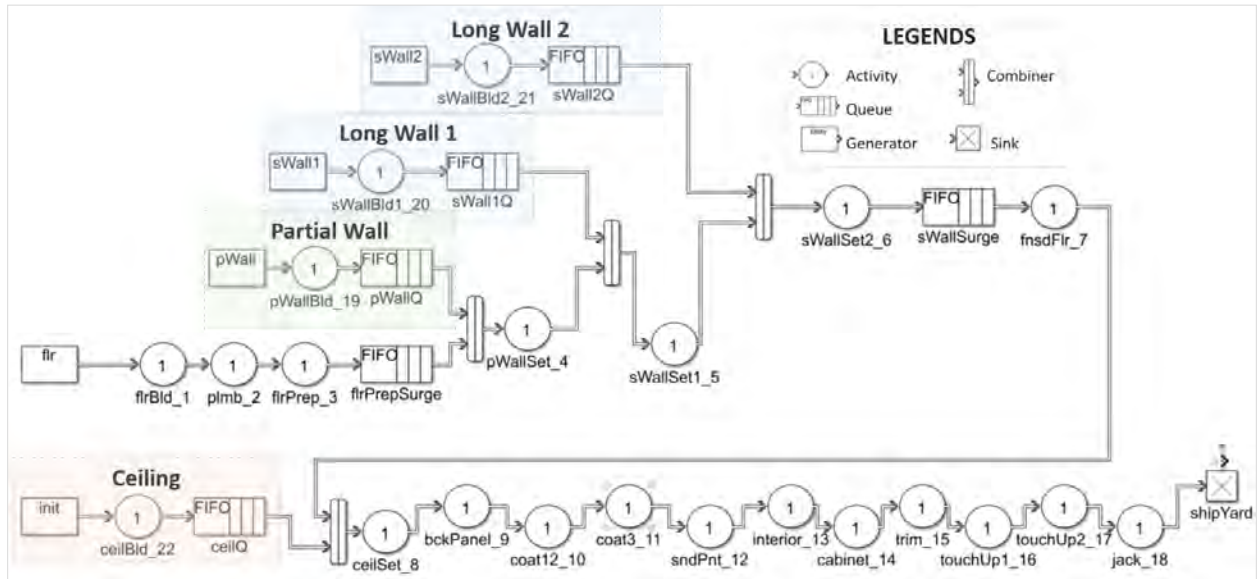 Long Wall 2
sWall2
1
sWallBld2_21
FIFO
sWall2Q
LEGENDS
Activity
Combiner
Queue
Generator
Sink
Long Wall 1
sWall1
1
sWallBld1_20
FIFO
sWall1Q
1
sWallSet2_6
FIFO
sWallSurge
1
fnsdFlr_7
Partial Wall
pWall
1
pWallBld_19
FIFO
pWallQ
1
pWallSet_4
1
sWallSet1_5
flr
1
flrBld_1
1
plmb_2
1
flrPrep_3
FIFO
flrPrepSurge
Ceiling
init
1
ceilBld_22
FIFO
ceilQ
1
ceilSet_8
1
bckPanel_9
1
coat12_10
1
coat3_11
1
sndPnt_12
1
interior_13
1
cabinet_14
1
trim_15
1
touchUp1_16
1
touchUp2_17
1
jack_18
shipYard